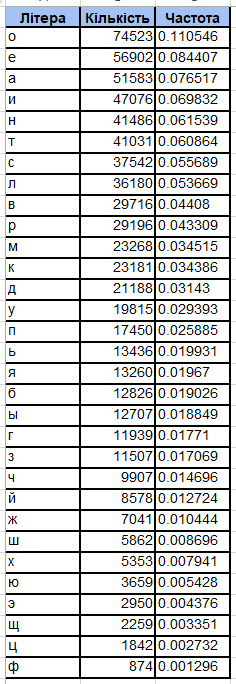 Літера Кількість Частота
о 74523 0.110546
е 56902 0.084407
а 51583 0.076517
и 47076 0.069832
н 41486 0.061539
т 41031 0.060864
с 37542 0.055689
л 36180 0.053669
в 29716 0.04408
р 29196 0.043309
м 23268 0.034515
к 23181 0.034386
д 21188 0.03143
у 19815 0.029393
п 17450 0.025885
ь 13436 0.019931
я 13260 0.01967
б 12826 0.019026
ы 12707 0.018849
г 11939 0.01771
з 11507 0.017069
ч 9907 0.014696
й 8578 0.012724
ж 7041 0.010444
ш 5862 0.008696
х 5353 0.007941
ю 3659 0.005428
э 2950 0.004376
щ 2259 0.003351
ц 1842 0.002732
ф 874 0.001296